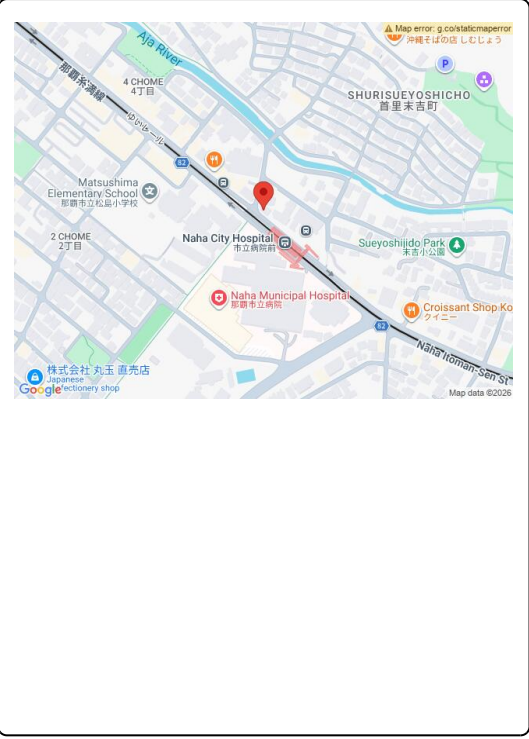 ⚠ Map error: g.co/staticmaperror
沖縄そばの店 しむじょう
Aja River
那覇糸満線
4 CHOME
4丁目
P
SHURISUEYOSHICHO
首里末吉町
ゆいレール
82
Matsushima
Elementary School
那覇市立松島小学校
2 CHOME
2丁目
Naha City Hospital
市立病院前
Sueyoshijido Park
末吉小公園
Naha Municipal Hospital
那覇市立病院
Croissant Shop Ko
クイニー
82
Naha Itoman-Sen St
株式会社 丸玉 直売店
Japanese
fectionery shop
Google
Map data ©2026